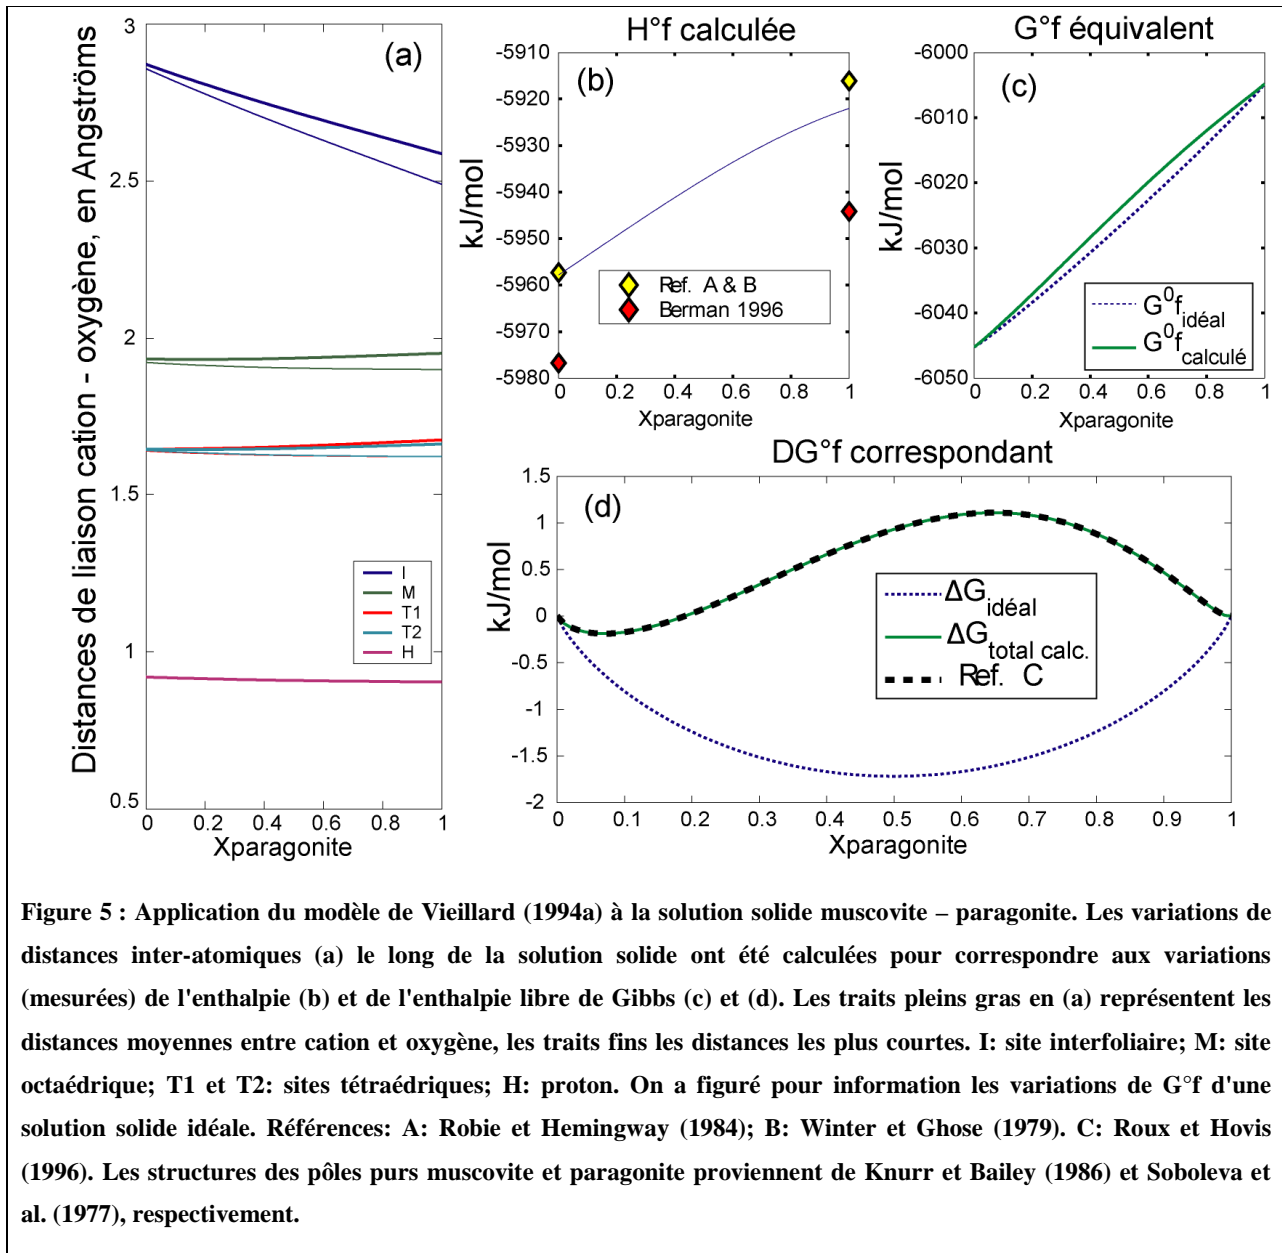 (a)
Distances de liaison cation - oxygène, en Angströms
3
2.5
2
1.5
1
0.5
I
M
T1
T2
H
0 0.2 0.4 0.6 0.8 1
Xparagonite
H°f calculée
(b)
kJ/mol
-5910
-5920
-5930
-5940
-5950
-5960
-5970
-5980
Ref. A & B
Berman 1996
0 0.2 0.4 0.6 0.8 1
Xparagonite
G°f équivalent
(c)
kJ/mol
-6000
-6010
-6020
-6030
-6040
-6050
G⁰f idéal
G⁰f calculé
0 0.2 0.4 0.6 0.8 1
Xparagonite
DG°f correspondant
(d)
kJ/mol
1.5
1
0.5
0
-0.5
-1
-1.5
-2
ΔG idéal
ΔG total calc.
Ref. C
0 0.1 0.2 0.3 0.4 0.5 0.6 0.7 0.8 0.9 1
Xparagonite
Figure 5 : Application du modèle de Vieillard (1994a) à la solution solide muscovite – paragonite. Les variations de
distances inter-atomiques (a) le long de la solution solide ont été calculées pour correspondre aux variations
(mesurées) de l'enthalpie (b) et de l'enthalpie libre de Gibbs (c) et (d). Les traits pleins gras en (a) représentent les
distances moyennes entre cation et oxygène, les traits fins les distances les plus courtes. I: site interfoliaire; M: site
octaédrique; T1 et T2: sites tétraédriques; H: proton. On a figuré pour information les variations de G°f d'une
solution solide idéale. Références: A: Robie et Hemingway (1984); B: Winter et Ghose (1979). C: Roux et Hovis
(1996). Les structures des pôles purs muscovite et paragonite proviennent de Knurr et Bailey (1986) et Soboleva et
al. (1977), respectivement.